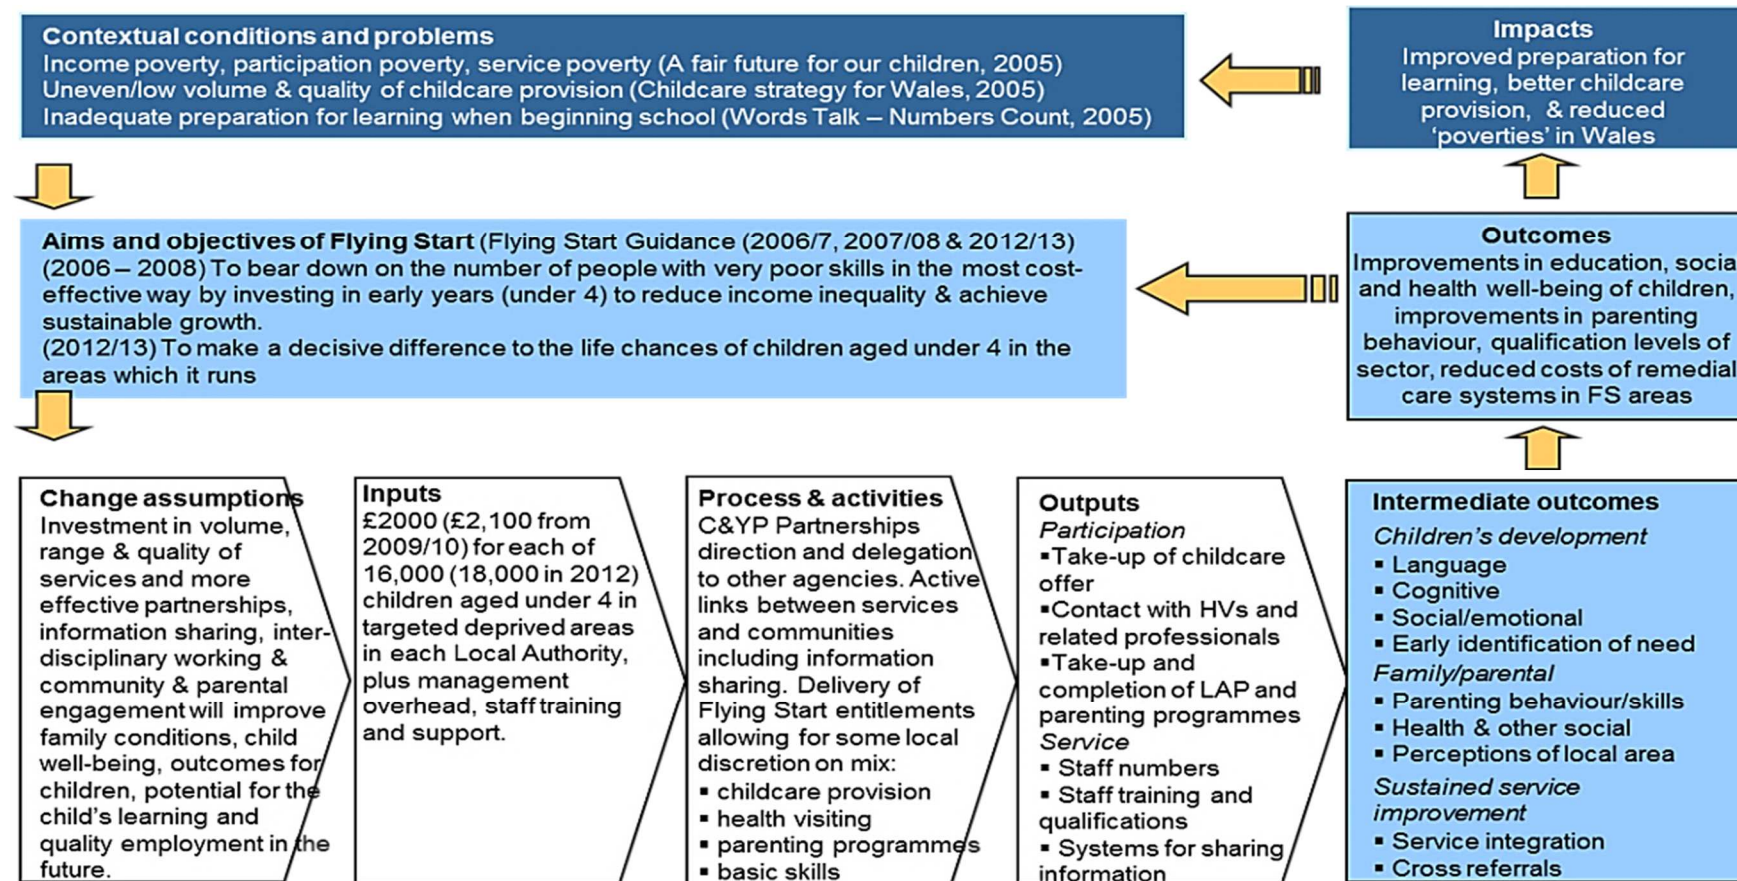 Contextual conditions and problems
Income poverty, participation poverty, service poverty (A fair future for our children, 2005)
Uneven/low volume & quality of childcare provision (Childcare strategy for Wales, 2005)
Inadequate preparation for learning when beginning school (Words Talk – Numbers Count, 2005)
Impacts
Improved preparation for
learning, better childcare
provision, & reduced
‘poverties’ in Wales
Aims and objectives of Flying Start (Flying Start Guidance (2006/7, 2007/08 & 2012/13)
(2006 – 2008) To bear down on the number of people with very poor skills in the most cost-
effective way by investing in early years (under 4) to reduce income inequality & achieve
sustainable growth.
(2012/13) To make a decisive difference to the life chances of children aged under 4 in the
areas which it runs
Outcomes
Improvements in education, social
and health well-being of children,
improvements in parenting
behaviour, qualification levels of
sector, reduced costs of remedial
care systems in FS areas
Change assumptions
Investment in volume,
range & quality of
services and more
effective partnerships,
information sharing, inter-
disciplinary working &
community & parental
engagement will improve
family conditions, child
well-being, outcomes for
children, potential for the
child’s learning and
quality employment in the
future.
Inputs
£2000 (£2,100 from
2009/10) for each of
16,000 (18,000 in 2012)
children aged under 4 in
targeted deprived areas
in each Local Authority,
plus management
overhead, staff training
and support.
Process & activities
C&YP Partnerships
direction and delegation
to other agencies. Active
links between services
and communities
including information
sharing. Delivery of
Flying Start entitlements
allowing for some local
discretion on mix:
▪ childcare provision
▪ health visiting
▪ parenting programmes
▪ basic skills
Outputs
Participation
▪Take-up of childcare
offer
▪Contact with HVs and
related professionals
▪Take-up and
completion of LAP and
parenting programmes
Service
▪ Staff numbers
▪ Staff training and
qualifications
▪ Systems for sharing
information
Intermediate outcomes
Children’s development
▪ Language
▪ Cognitive
▪ Social/emotional
▪ Early identification of need
Family/parental
▪ Parenting behaviour/skills
▪ Health & other social
▪ Perceptions of local area
Sustained service
improvement
▪ Service integration
▪ Cross referrals